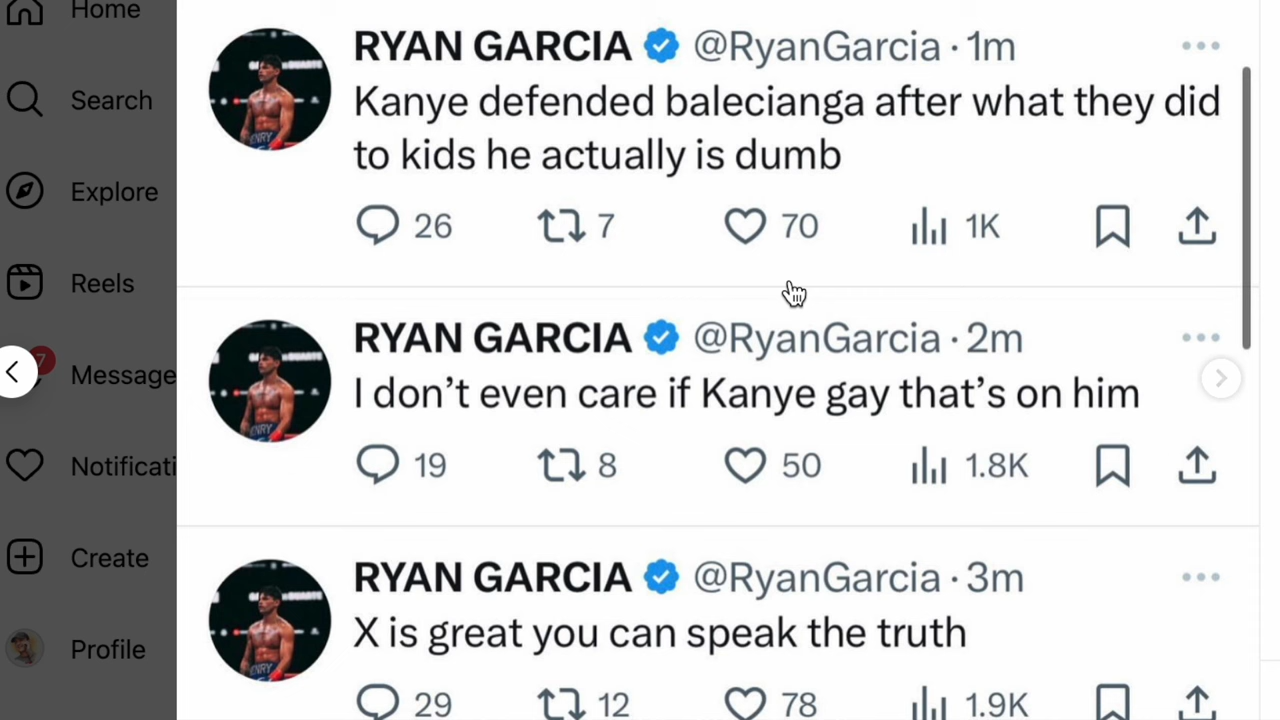 Home
Search
Explore
Reels
7
Message
Notificati
Create
Profile
RYAN GARCIA @RyanGarcia · 1m
Kanye defended balecianga after what they did
to kids he actually is dumb
26 7 70 1K
RYAN GARCIA @RyanGarcia · 2m
I don’t even care if Kanye gay that’s on him
19 8 50 1.8K
RYAN GARCIA @RyanGarcia · 3m
X is great you can speak the truth
29 12 78 1.9K